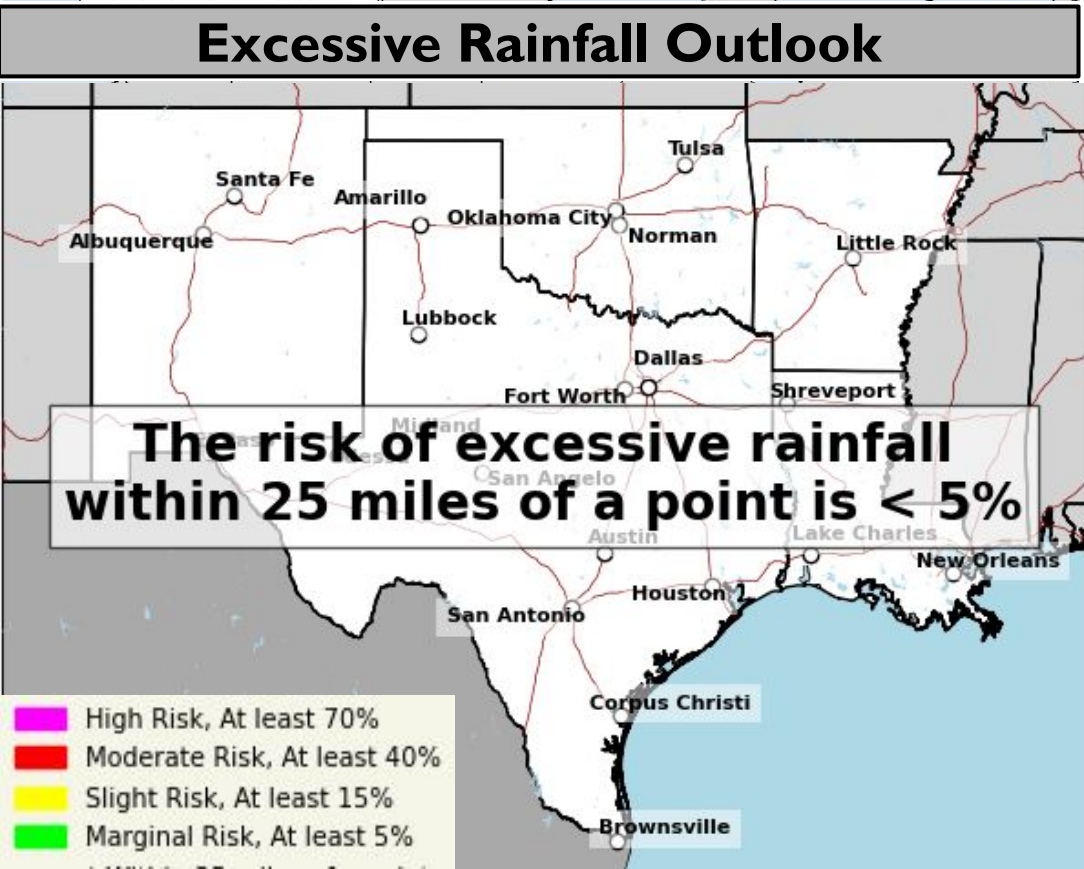 Excessive Rainfall Outlook
Tulsa
Santa Fe
Amarillo
Oklahoma City
Norman
Albuquerque
Little Rock
Lubbock
Dallas
Fort Worth
Shreveport
Midland
The risk of excessive rainfall
within 25 miles of a point is < 5%
San Angelo
Austin
Lake Charles
New Orleans
Houston
San Antonio
Corpus Christi
High Risk, At least 70%
Moderate Risk, At least 40%
Slight Risk, At least 15%
Marginal Risk, At least 5%
Brownsville